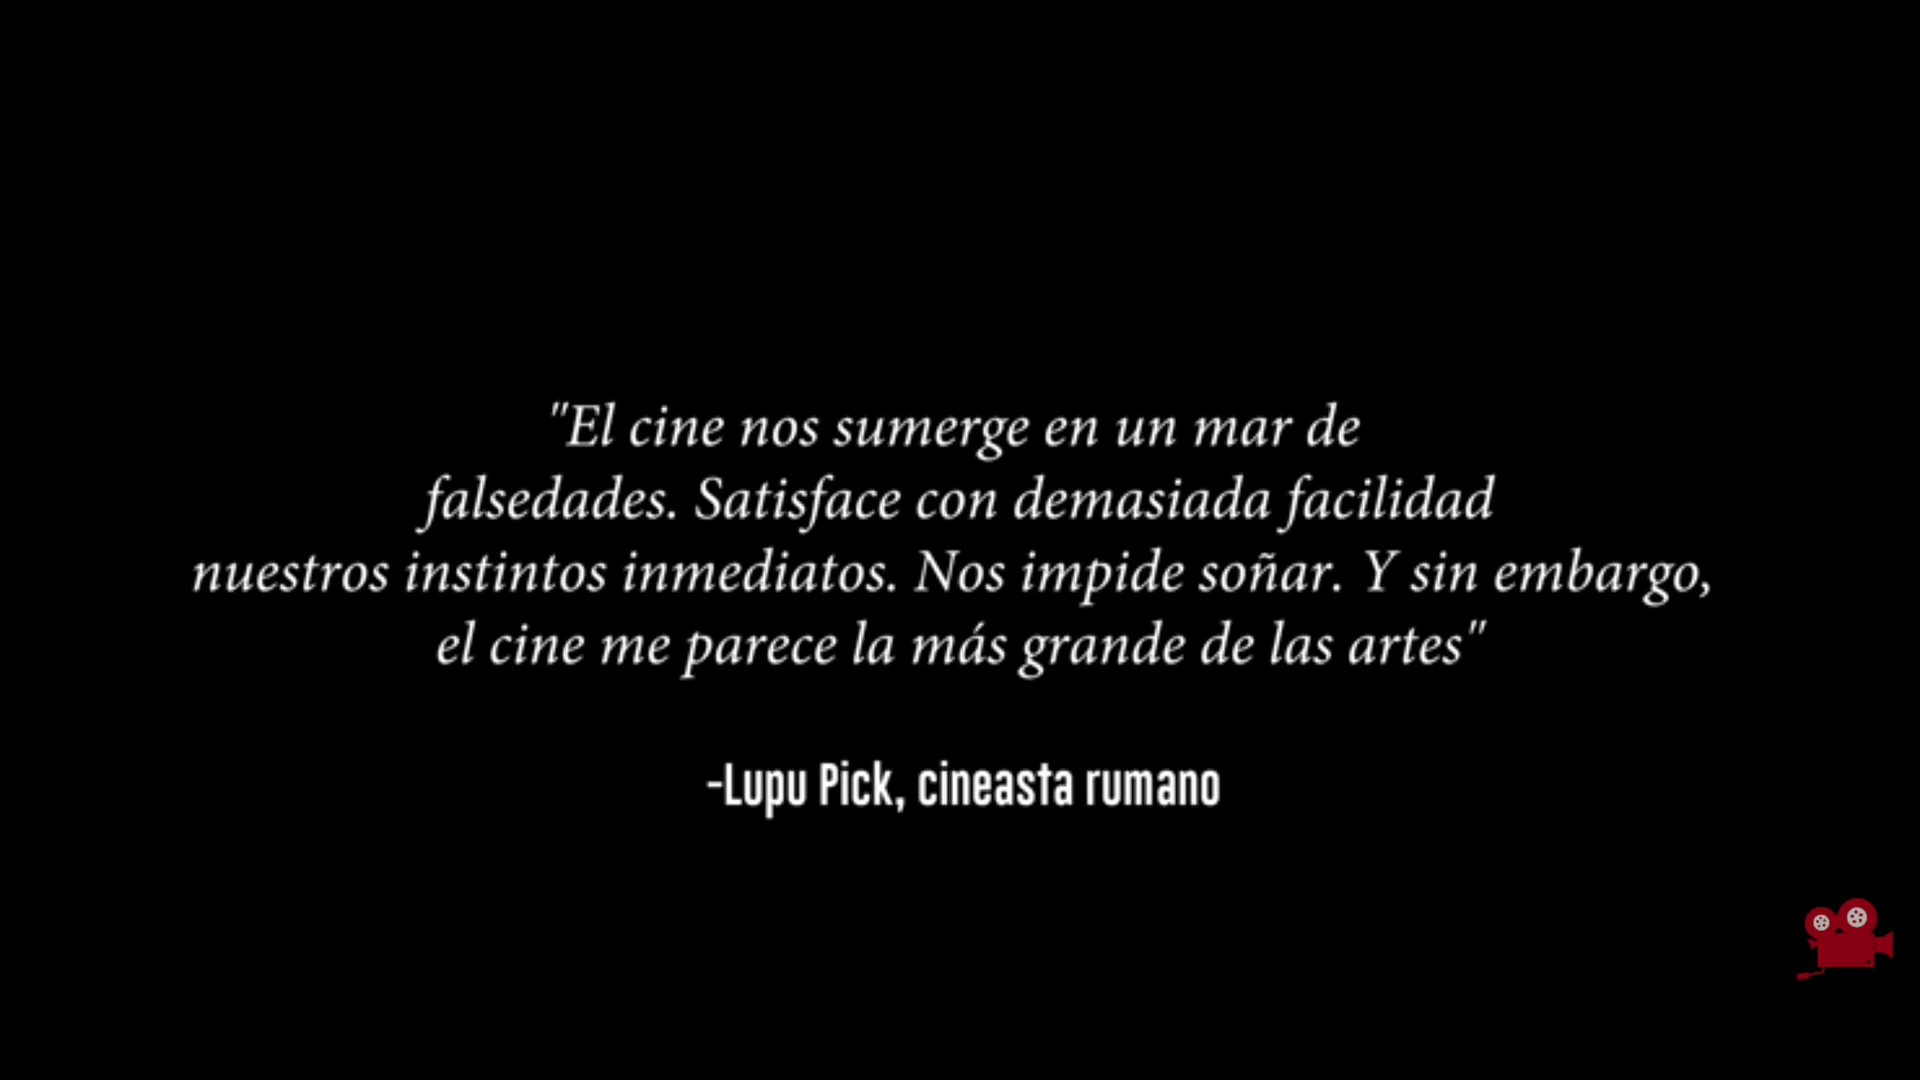 "El cine nos sumerge en un mar de
falsedades. Satisface con demasiada facilidad
nuestros instintos inmediatos. Nos impide soñar. Y sin embargo,
el cine me parece la más grande de las artes"
-Lupu Pick, cineasta rumano